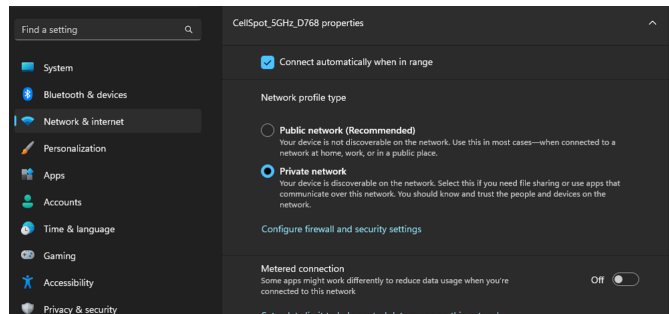 Find a setting
System
Bluetooth & devices
Network & internet
Personalization
Apps
Accounts
Time & language
Gaming
Accessibility
Privacy & security
CellSpot_5GHz_D768 properties
Connect automatically when in range
Network profile type
Public network (Recommended)
Your device is not discoverable on the network. Use this in most cases—when connected to a
network at home, work, or in a public place.
Private network
Your device is discoverable on the network. Select this if you need file sharing or use apps that
communicate over this network. You should know and trust the people and devices on the
network.
Configure firewall and security settings
Metered connection
Some apps might work differently to reduce data usage when you're
connected to this network
Off